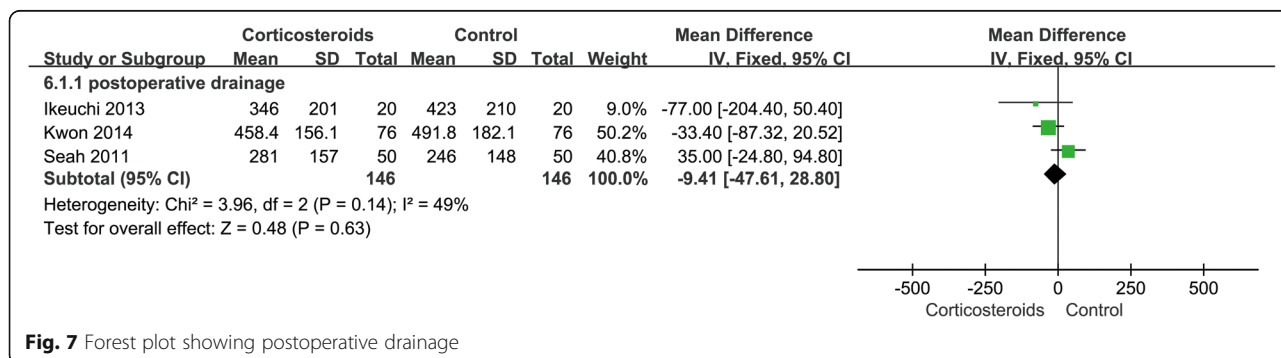 Corticosteroids Control Mean Difference Mean Difference
Study or Subgroup Mean SD Total Mean SD Total Weight IV, Fixed, 95% CI IV, Fixed, 95% CI
6.1.1 postoperative drainage
Ikeuchi 2013 346 201 20 423 210 20 9.0% -77.00 [-204.40, 50.40]
Kwon 2014 458.4 156.1 76 491.8 182.1 76 50.2% -33.40 [-87.32, 20.52]
Seah 2011 281 157 50 246 148 50 40.8% 35.00 [-24.80, 94.80]
Subtotal (95% CI) 146 146 100.0% -9.41 [-47.61, 28.80]
Heterogeneity: Chi² = 3.96, df = 2 (P = 0.14); I² = 49%
Test for overall effect: Z = 0.48 (P = 0.63)
-500 -250 0 250 500
Corticosteroids Control
Fig. 7 Forest plot showing postoperative drainage